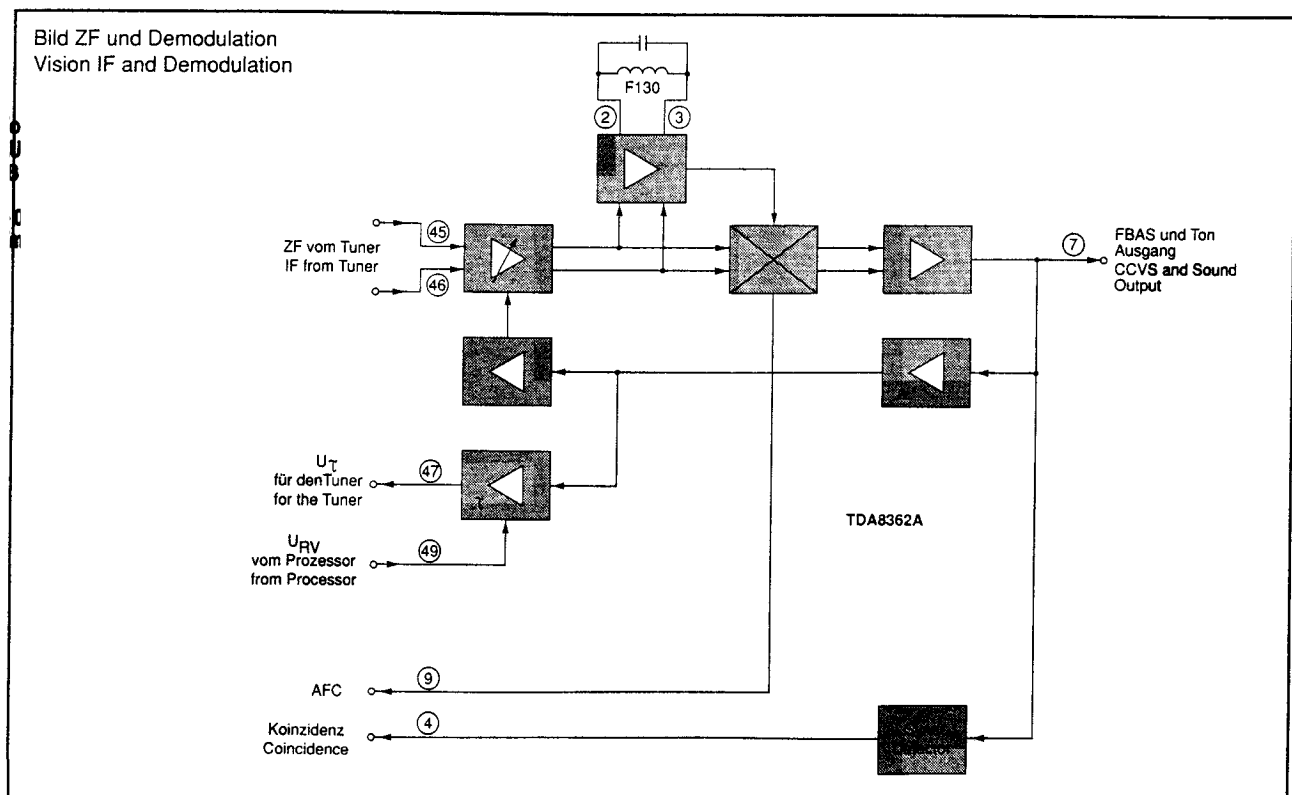 Bild ZF und Demodulation
Vision IF and Demodulation
F130
2
3
45
ZF vom Tuner
IF from Tuner
46
7
FBAS und Ton
Ausgang
CCVS and Sound
Output
Uτ
47
für denTuner
for the Tuner
τ
TDA8362A
URV
49
vom Prozessor
from Processor
AFC
9
Koinzidenz
4
Coincidence